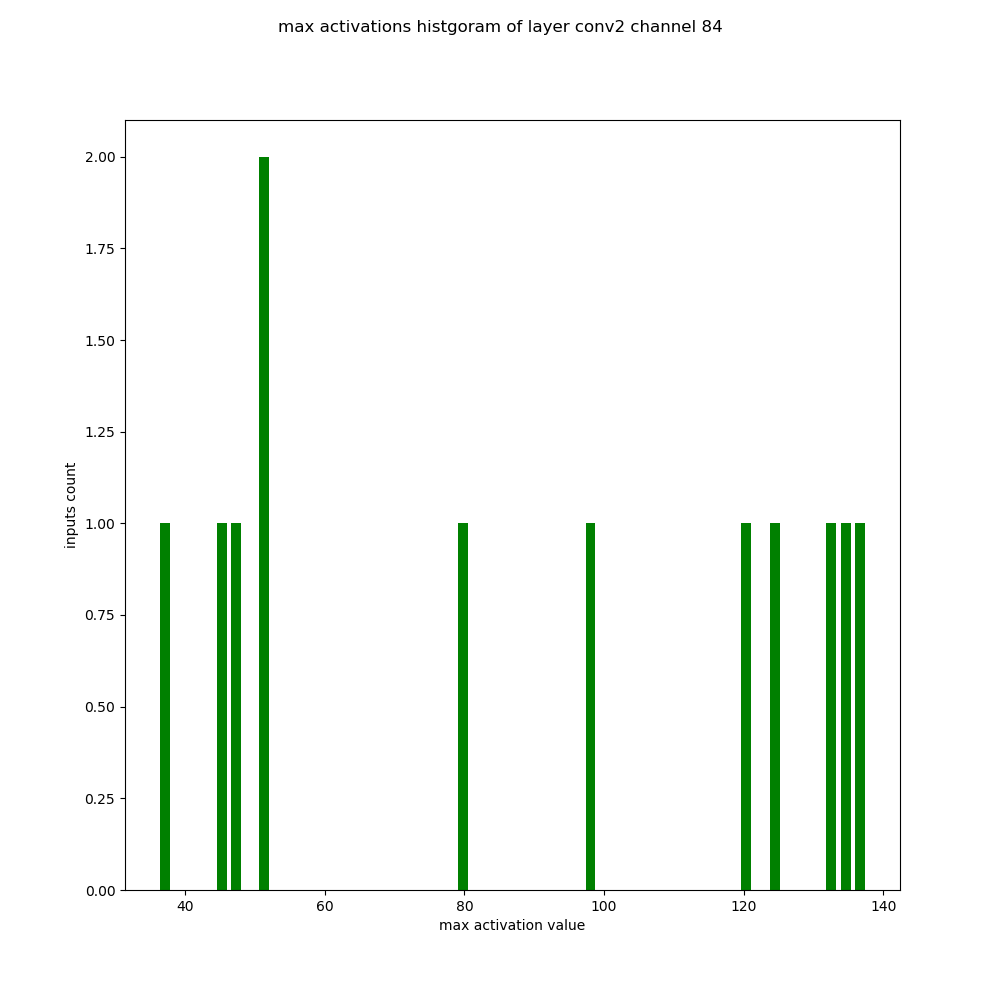 max activations histgoram of layer conv2 channel 84
2.00
1.75
1.50
1.25
1.00
0.75
0.50
0.25
0.00
inputs count
40 60 80 100 120 140
max activation value